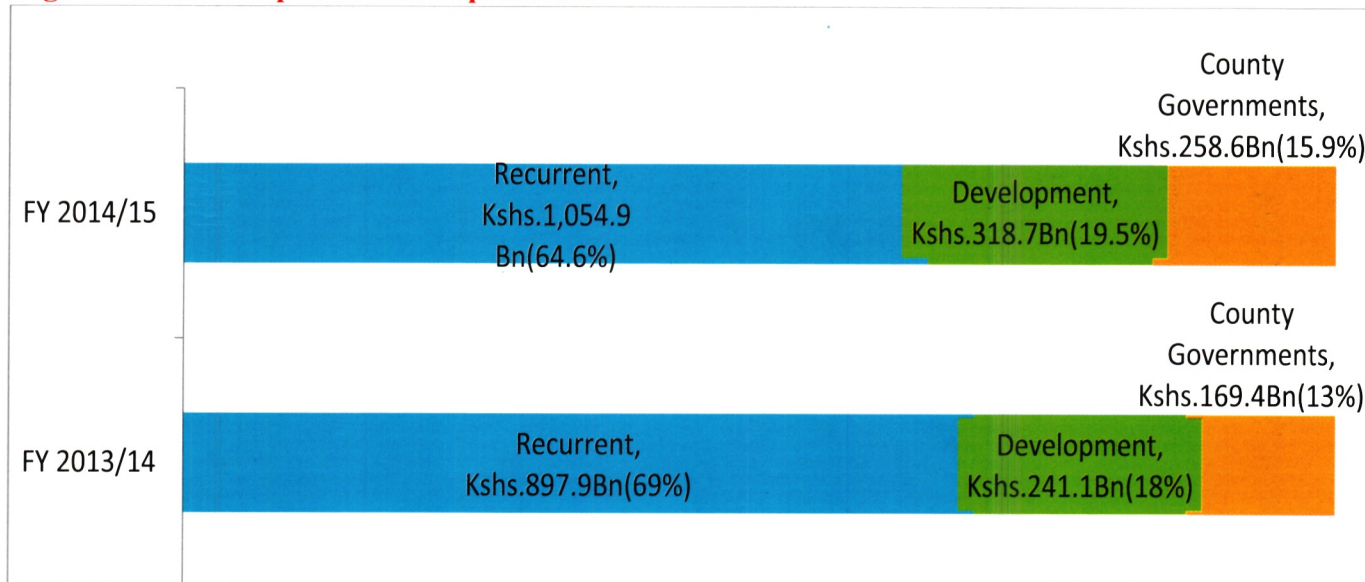 County
Governments,
Kshs.258.6Bn(15.9%)
FY 2014/15
Recurrent,
Kshs.1,054.9
Bn(64.6%)
Development,
Kshs.318.7Bn(19.5%)
County
Governments,
Kshs.169.4Bn(13%)
FY 2013/14
Recurrent,
Kshs.897.9Bn(69%)
Development,
Kshs.241.1Bn(18%)